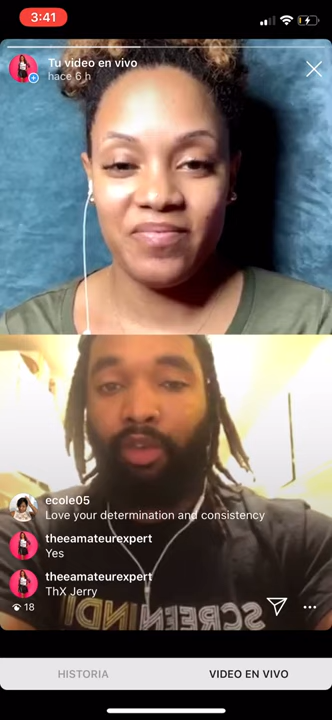 3:41
Tu video en vivo
hace 6 h
ecole05
Love your determination and consistency
theeamateurexpert
Yes
theeamateurexpert
ThX Jerry
18
SCREENINDI
HISTORIA
VIDEO EN VIVO